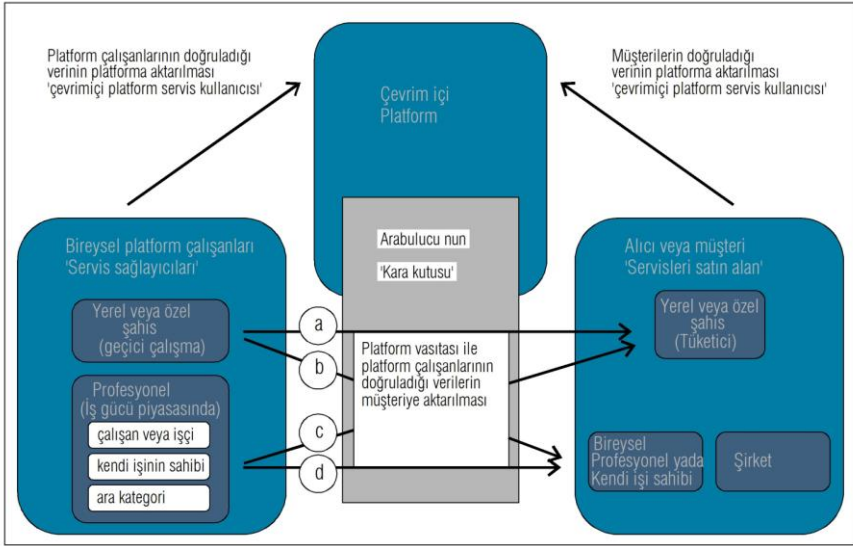 Platform çalışanlarının doğruladığı
verinin platforma aktarılması
'çevrimiçi platform servis kullanıcısı'
Çevrim içi
Platform
Müşterilerin doğruladığı
verinin platforma aktarılması
'çevrimiçi platform servis kullanıcısı'
Bireysel platform çalışanları
'Servis sağlayıcıları'
Yerel veya özel
şahis
(geçici çalışma)
Profesyonel
(İş gücü piyasasında)
çalışan veya işçi
kendi işinin sahibi
ara kategori
Arabulucu nun
'Kara kutusu'
a
b
c
d
Platform vasıtası ile
platform çalışanlarının
doğruladığı verilerin
müşteriye aktarılması
Alıcı veya müşteri
'Servisleri satın alan'
Yerel veya özel
şahis
(Tüketici)
Bireysel
Profesyonel yada
Kendi işi sahibi
Şirket